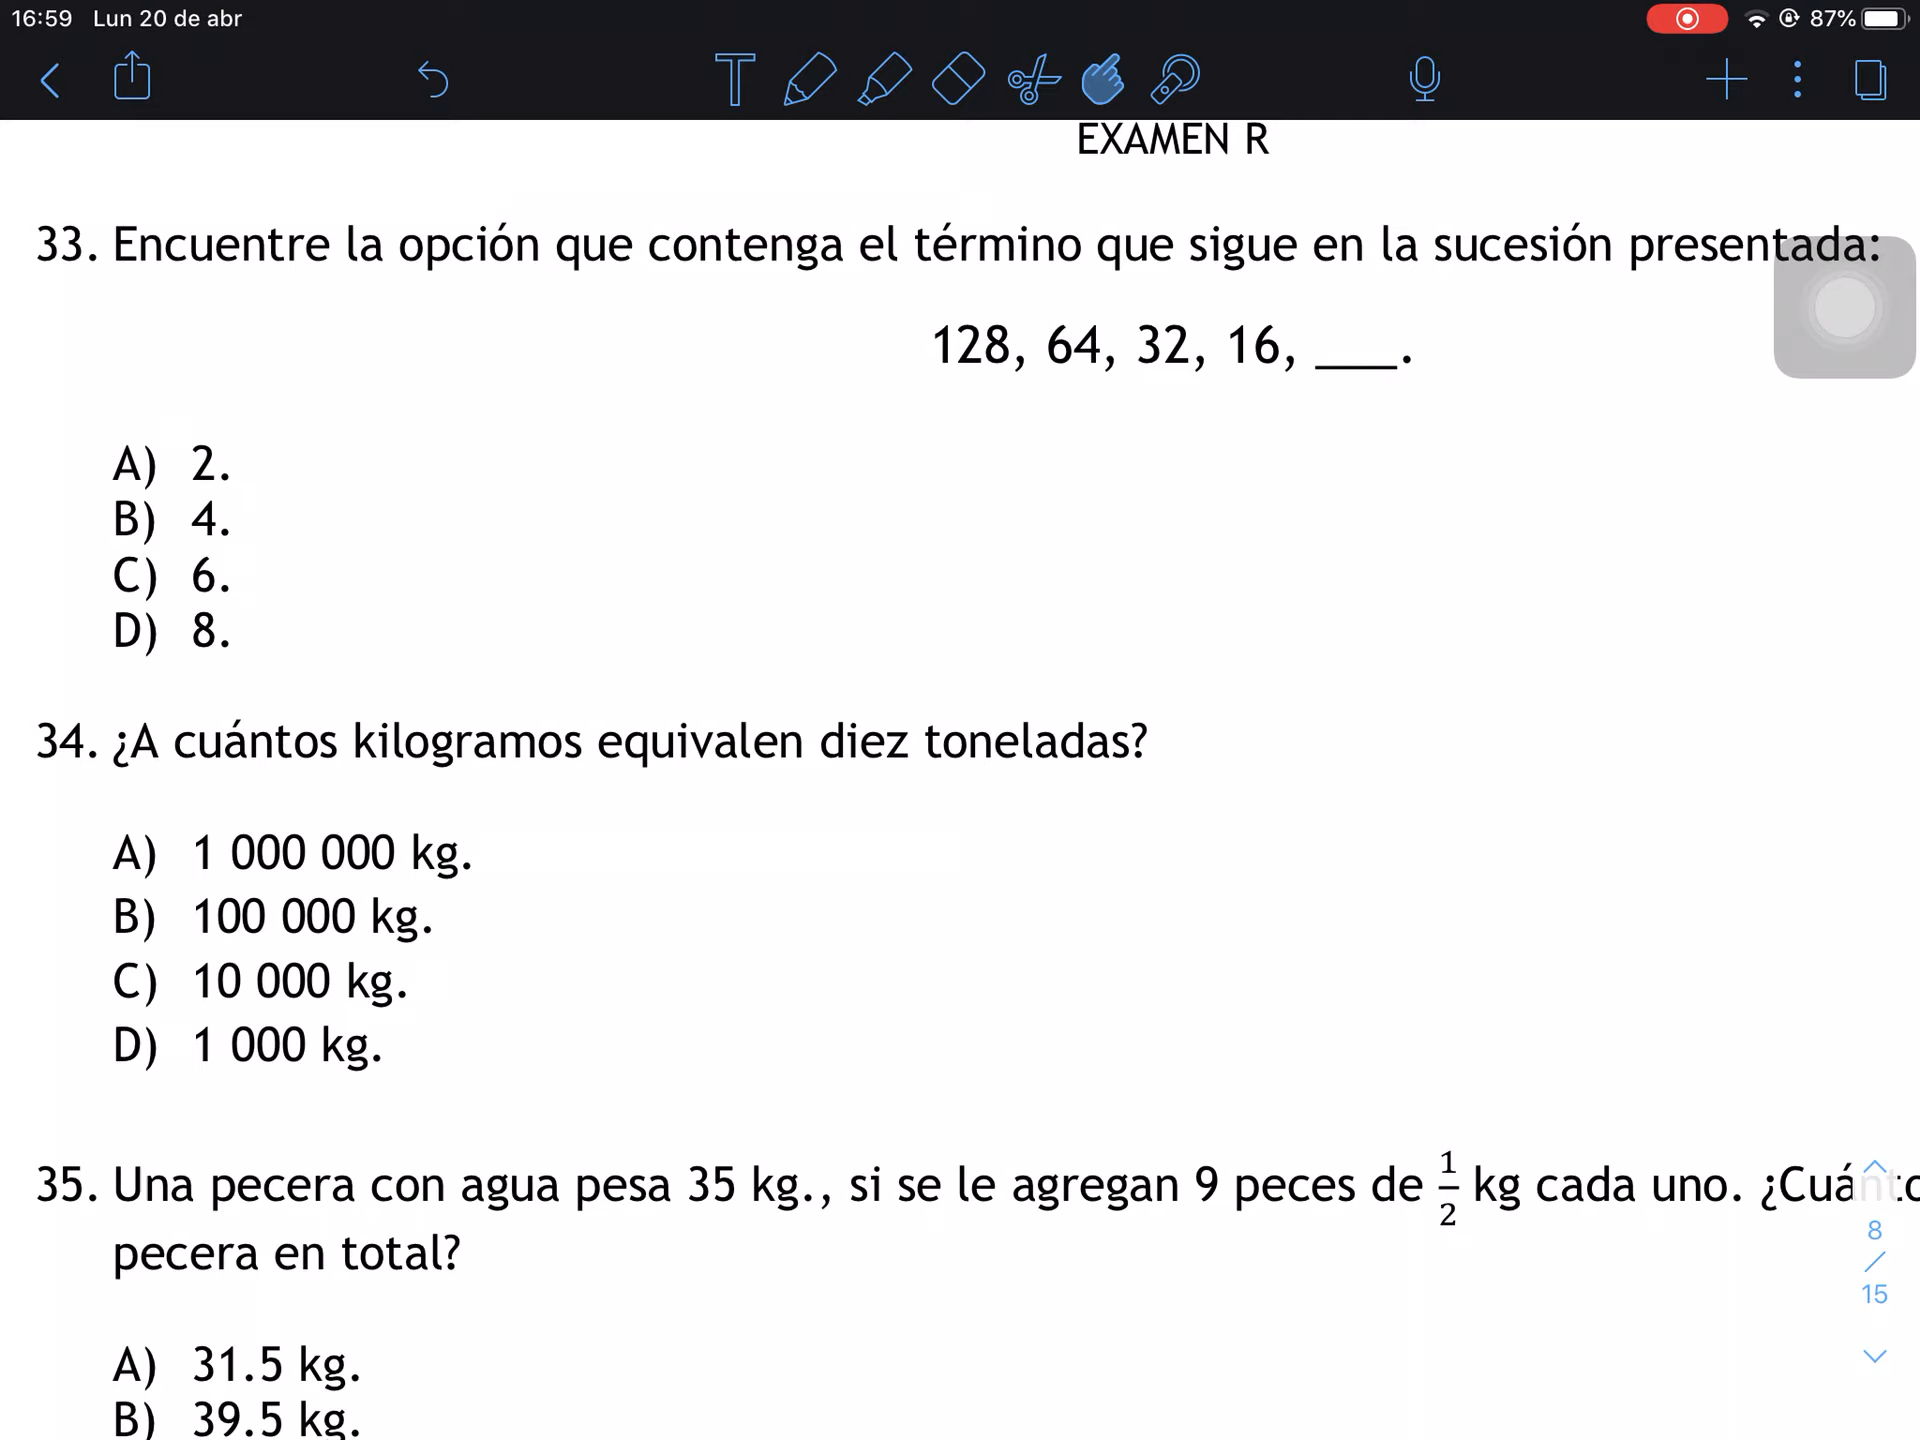 16:59 Lun 20 de abr 87%
EXAMEN R
33. Encuentre la opción que contenga el término que sigue en la sucesión presentada:
128, 64, 32, 16, ____.
A) 2.
B) 4.
C) 6.
D) 8.
34. ¿A cuántos kilogramos equivalen diez toneladas?
A) 1 000 000 kg.
B) 100 000 kg.
C) 10 000 kg.
D) 1 000 kg.
35. Una pecera con agua pesa 35 kg., si se le agregan 9 peces de 1/2 kg cada uno. ¿Cuánto
pecera en total?
8
/
15
A) 31.5 kg.
B) 39.5 kg.